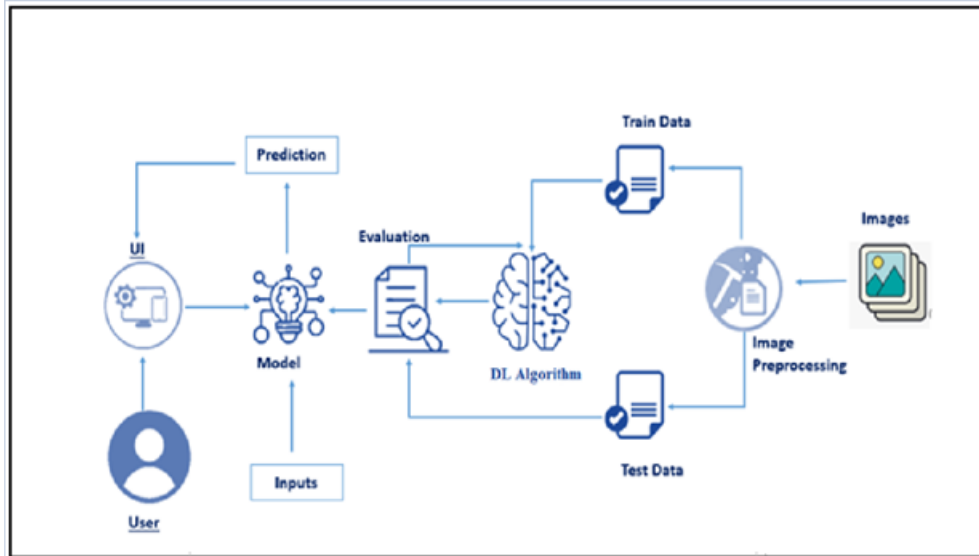 Train Data
Prediction
Images
Evaluation
UI
Image
Preprocessing
Model
DL Algorithm
Test Data
Inputs
User